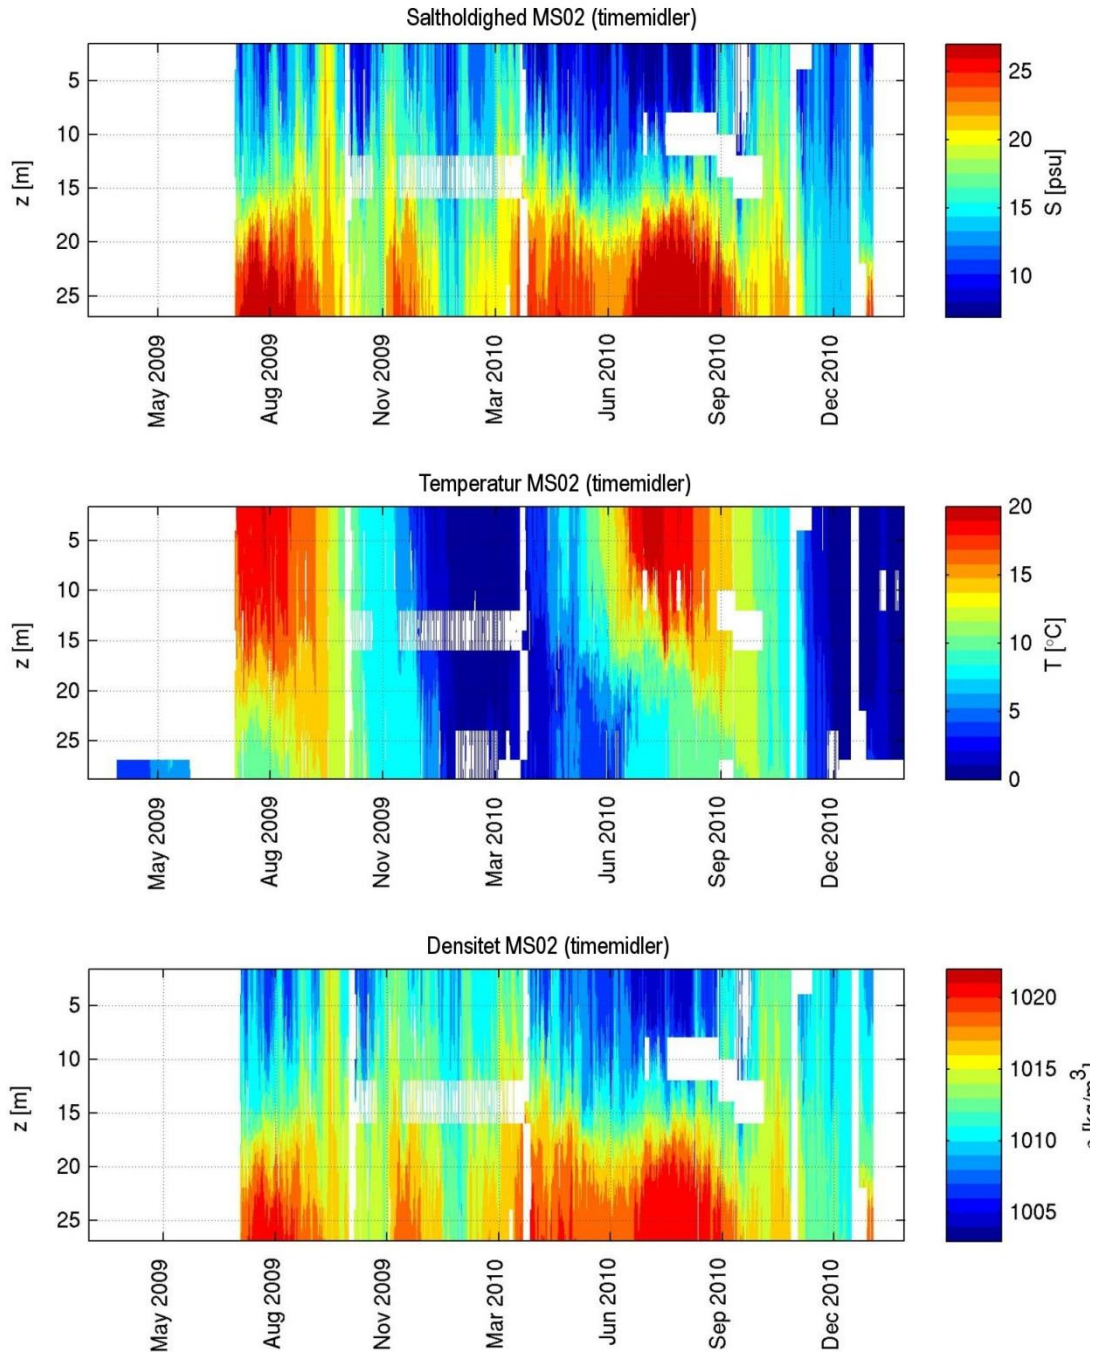 Saltholdighed MS02 (timemidler)
z [m]
5
10
15
20
25
May 2009
Aug 2009
Nov 2009
Mar 2010
Jun 2010
Sep 2010
Dec 2010
25
20
15
10
S [psu]
Temperatur MS02 (timemidler)
z [m]
5
10
15
20
25
May 2009
Aug 2009
Nov 2009
Mar 2010
Jun 2010
Sep 2010
Dec 2010
20
15
10
5
0
T [°C]
Densitet MS02 (timemidler)
z [m]
5
10
15
20
25
May 2009
Aug 2009
Nov 2009
Mar 2010
Jun 2010
Sep 2010
Dec 2010
1020
1015
1010
1005
[kg/m³]